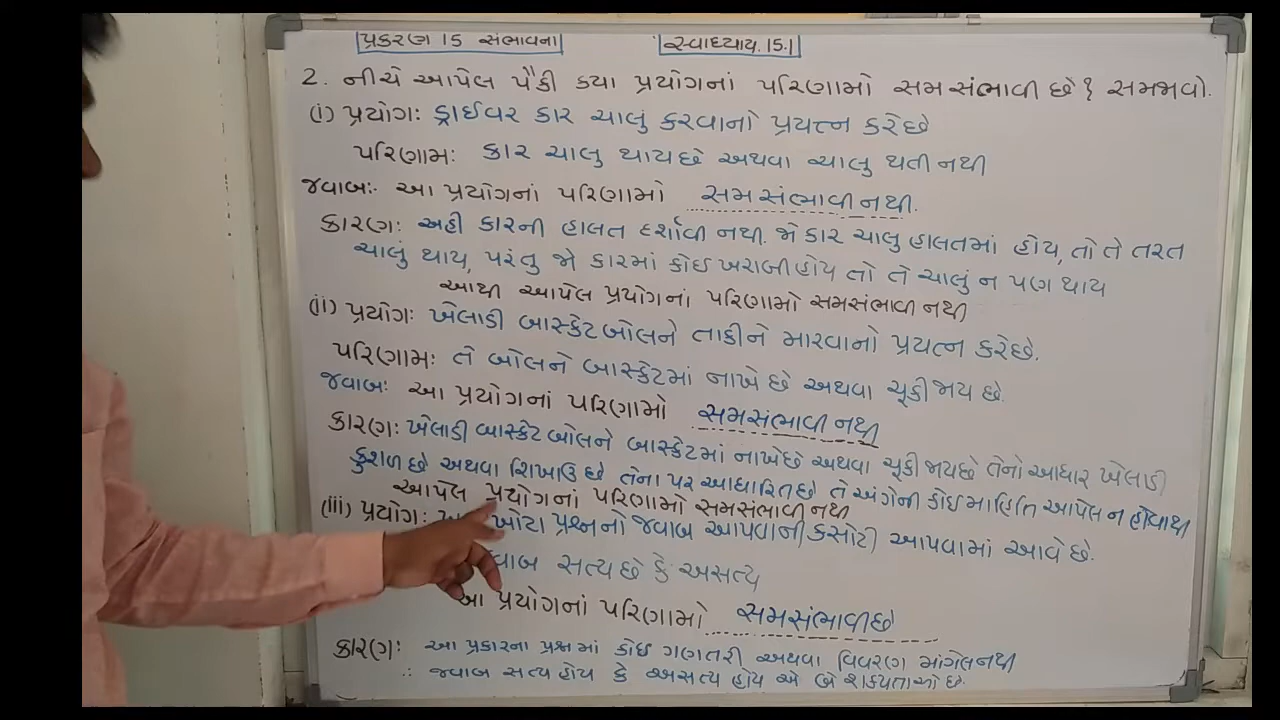 પ્રકરણ 15 સંભાવના
સ્વાધ્યાય. 15.1
2. નીચે આપેલ પૈકી ક્યા પ્રયોગનાં પરિણામો સમસંભાવી છે? સમજાવો.
(i) પ્રયોગ: ડ્રાઈવર કાર ચાલું કરવાનો પ્રયત્ન કરેછે
પરિણામ: કાર ચાલુ થાયછે અથવા ચાલુ થતી નથી
જવાબ:- આ પ્રયોગનાં પરિણામો સમસંભાવી નથી.
કારણ: અહી કારની હાલત દર્શાવી નથી. જો કાર ચાલુ હાલતમાં હોય, તો તે તરત
ચાલું થાય, પરંતુ જો કારમાં કોઇ ખરાબી હોય તો તે ચાલું ન પણ થાય
આથી આપેલ પ્રયોગનાં પરિણામો સમસંભાવી નથી
(ii) પ્રયોગ: ખેલાડી બાસ્કેટબોલને તાકીને મારવાનો પ્રયત્ન કરેછે.
પરિણામ: તે બોલને બાસ્કેટમાં નાખે છે અથવા ચૂકી જાય છે.
જવાબ: આ પ્રયોગનાં પરિણામો સમસંભાવી નથી
કારણ: ખેલાડી બાસ્કેટ બોલને બાસ્કેટમાં નાખેછે અથવા ચૂકી જાયછે તેનો આધાર ખેલાડી
કુશળ છે અથવા શિખાઉ છે તેના પર આધારિત છે તે અંગેની કોઇ માહિતિ આપેલ ન હોવાથી
આપેલ પ્રયોગનાં પરિણામો સમસંભાવી નથી
(iii) પ્રયોગ: ખોટા પ્રશ્નનો જવાબ આપવાની કસોટી આપવામાં આવે છે.
સત્ય છે કે અસત્ય
આ પ્રયોગનાં પરિણામો સમસંભાવી છે
કારણ: આ પ્રકારના પ્રશ્નમાં કોઇ ગણતરી અથવા વિવરણ માંગેલ નથી
∴ જવાબ સત્ય હોય કે અસત્ય હોય એ બે શક્યતાઓ છે.